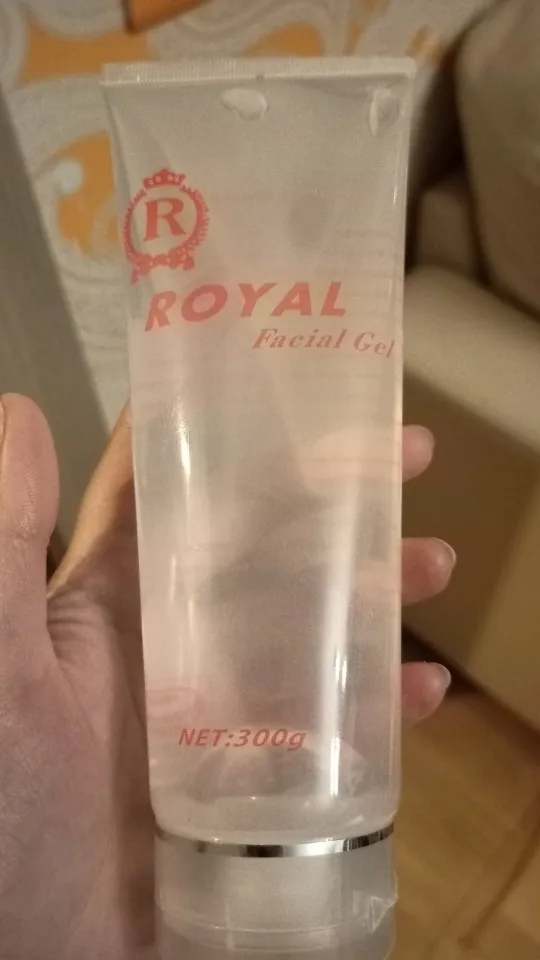 R
ROYAL
Facial Gel
NET:300g